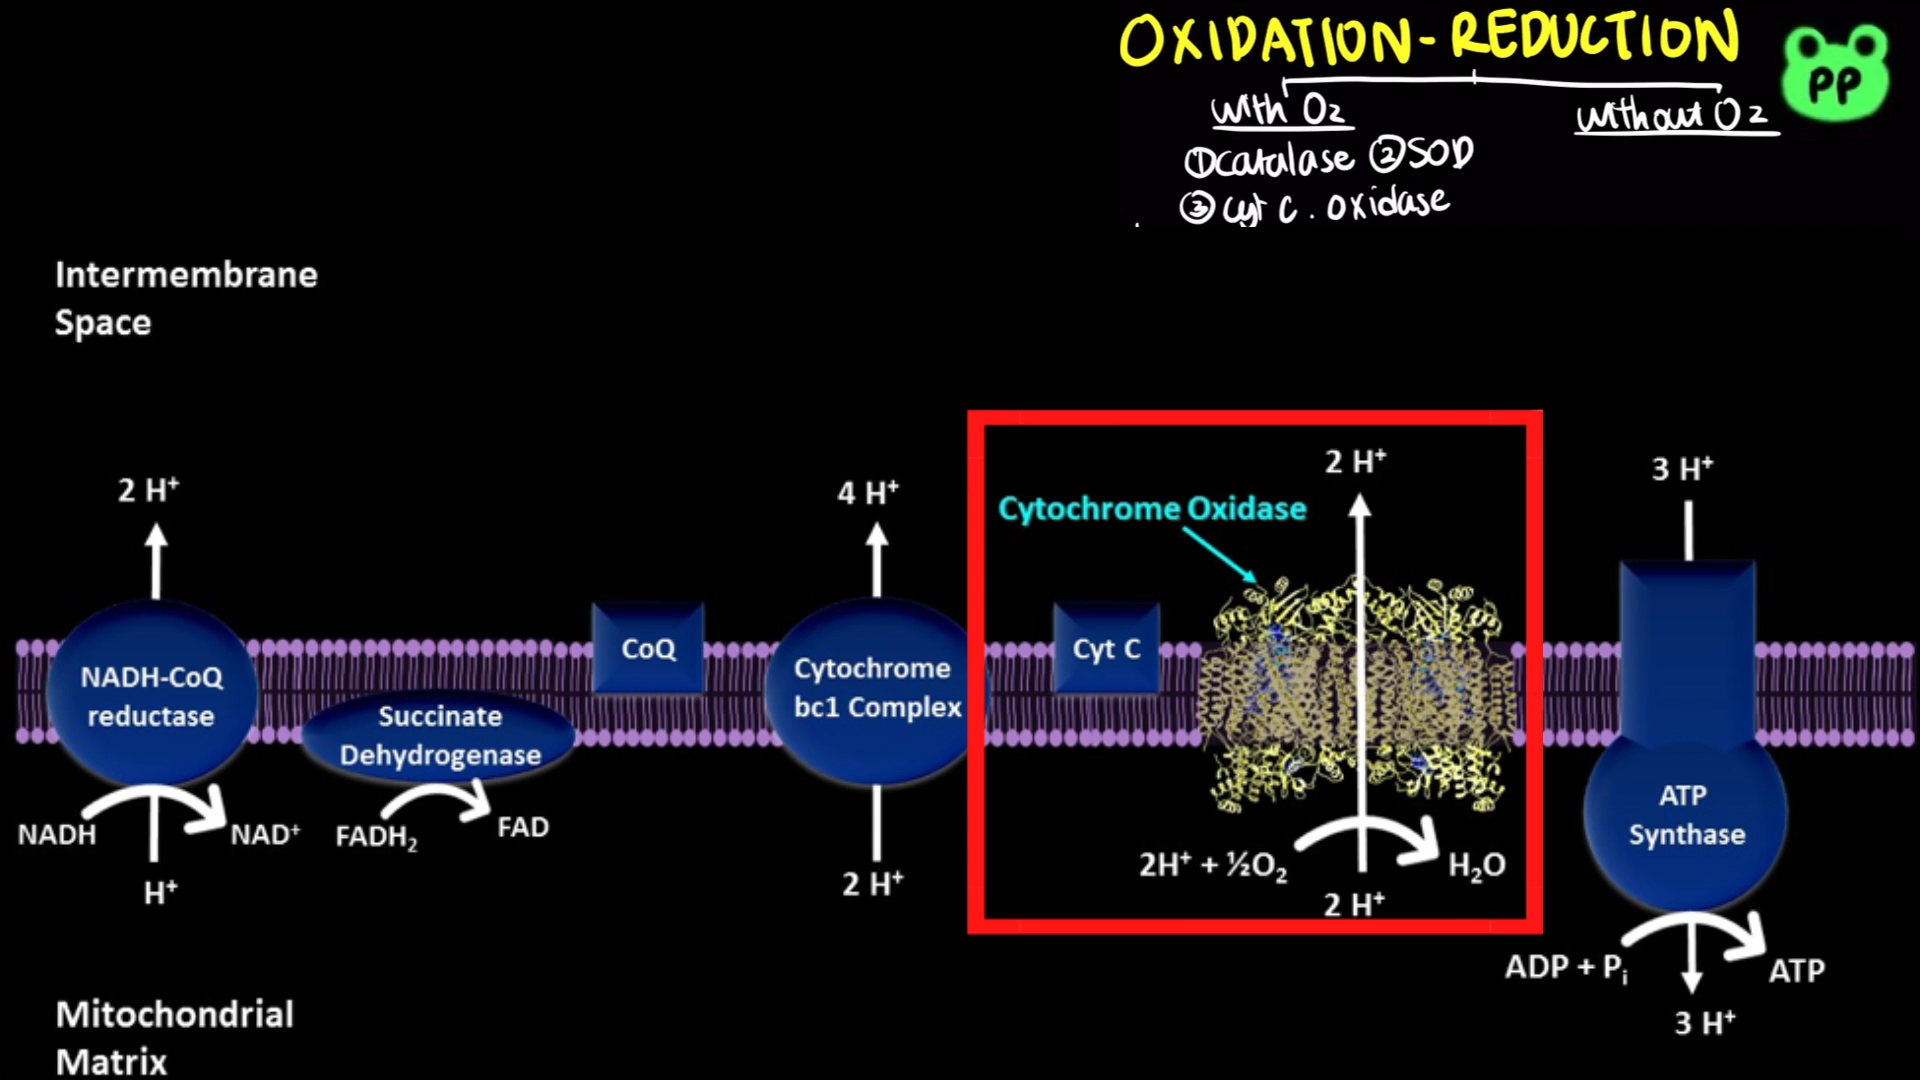 OXIDATION-REDUCTION
PP
with O₂
without O₂
①catalase ②SOD
③cyt c. oxidase
Intermembrane
Space
2 H⁺
4 H⁺
2 H⁺
3 H⁺
Cytochrome Oxidase
NADH-CoQ
reductase
Succinate
Dehydrogenase
CoQ
Cytochrome
bc1 Complex
Cyt C
ATP
Synthase
NADH
NAD⁺
H⁺
FADH₂
FAD
2 H⁺
2H⁺ + ½O₂
H₂O
2 H⁺
ADP + Pᵢ
ATP
3 H⁺
Mitochondrial
Matrix